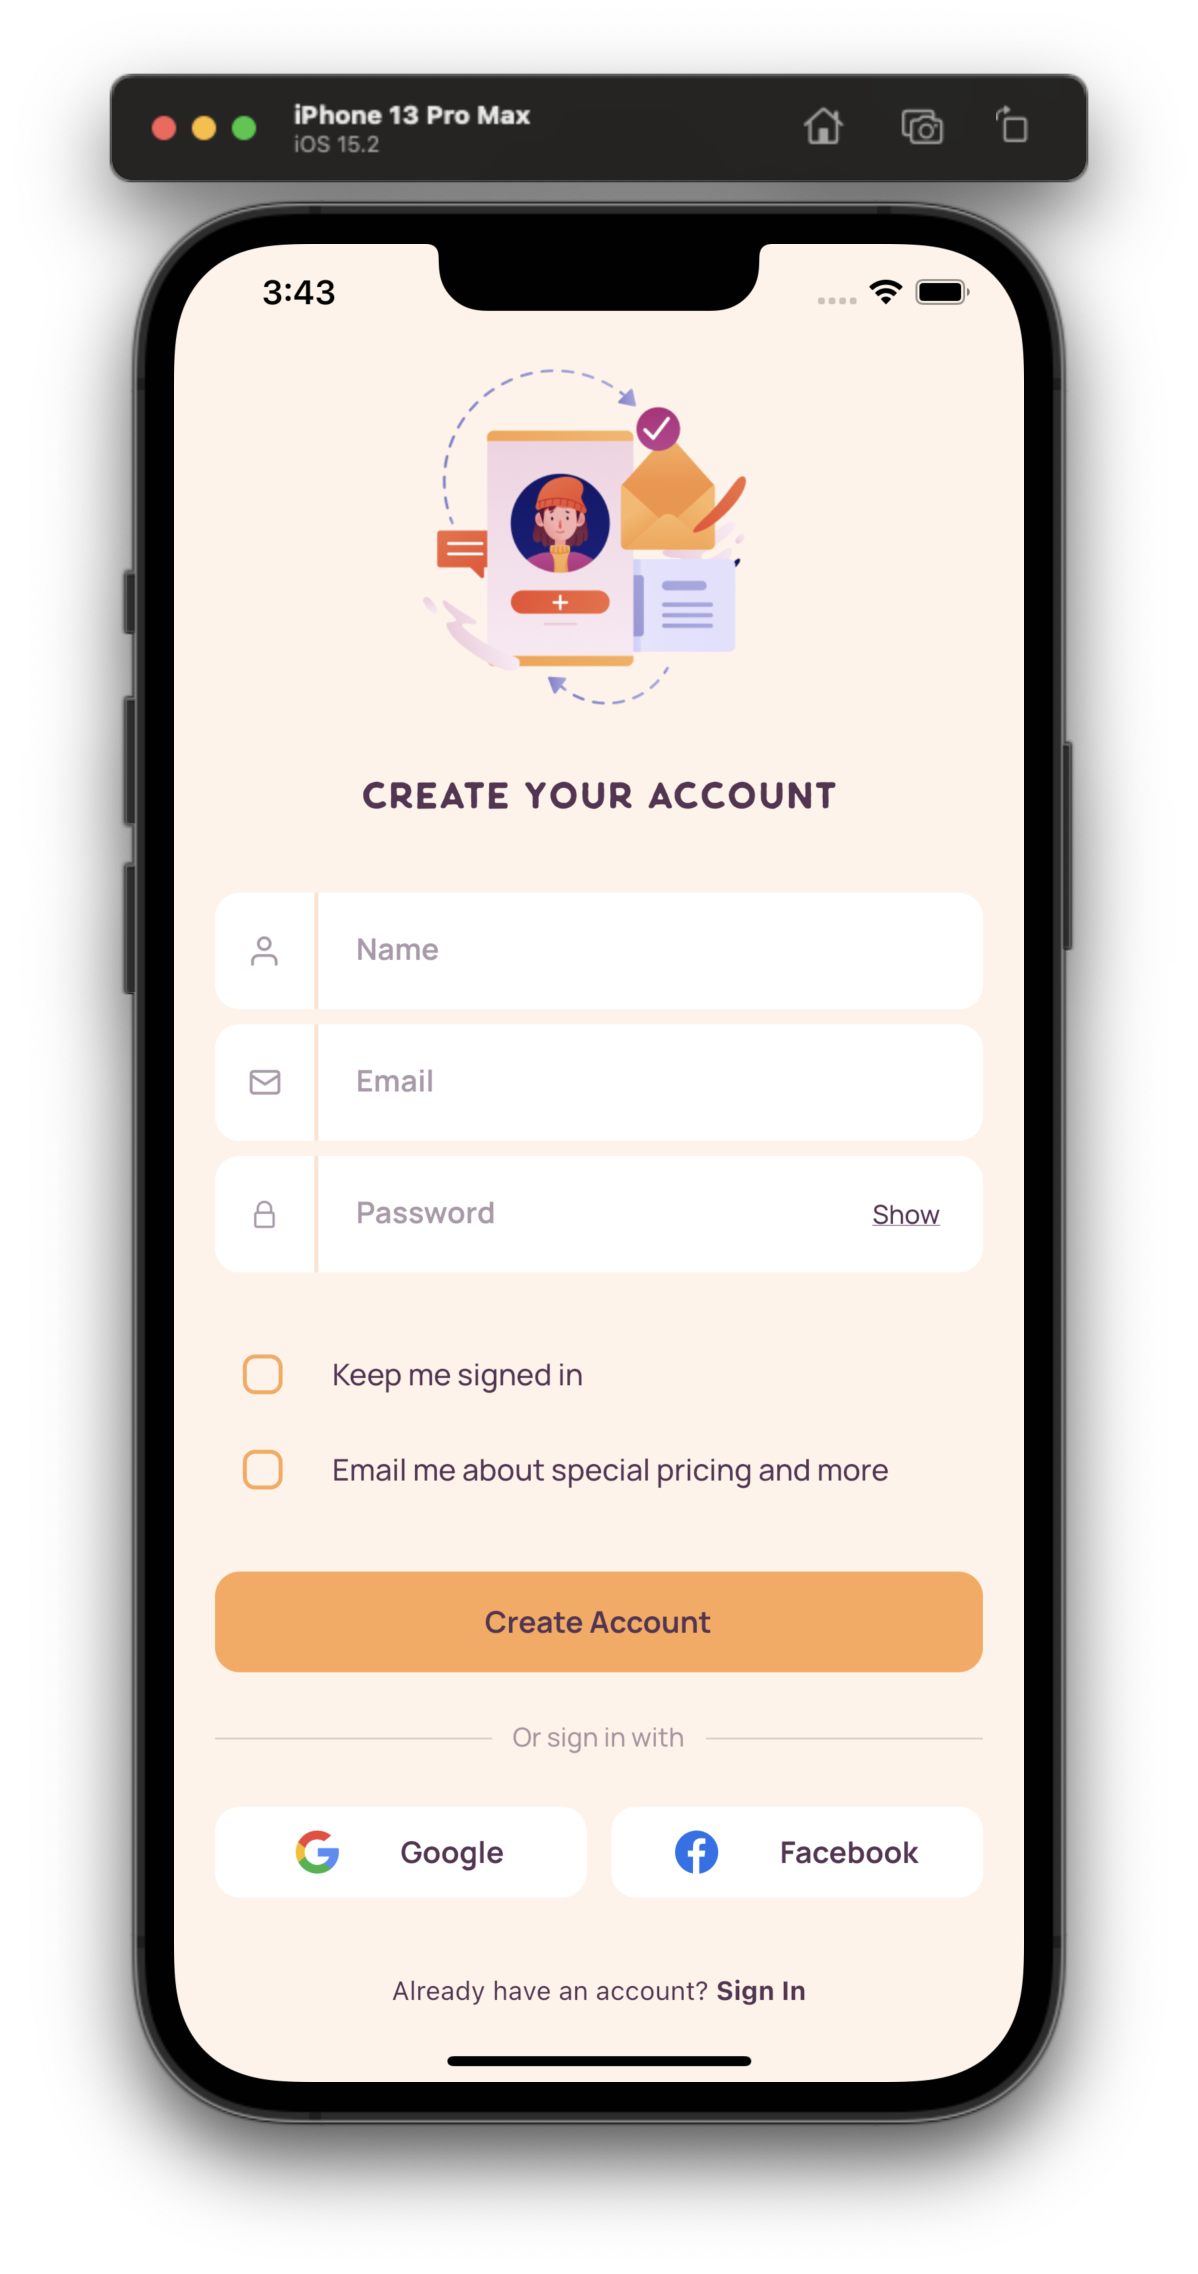 iPhone 13 Pro Max
iOS 15.2
3:43
CREATE YOUR ACCOUNT
Name
Email
Password Show
Keep me signed in
Email me about special pricing and more
Create Account
Or sign in with
Google Facebook
Already have an account? Sign In